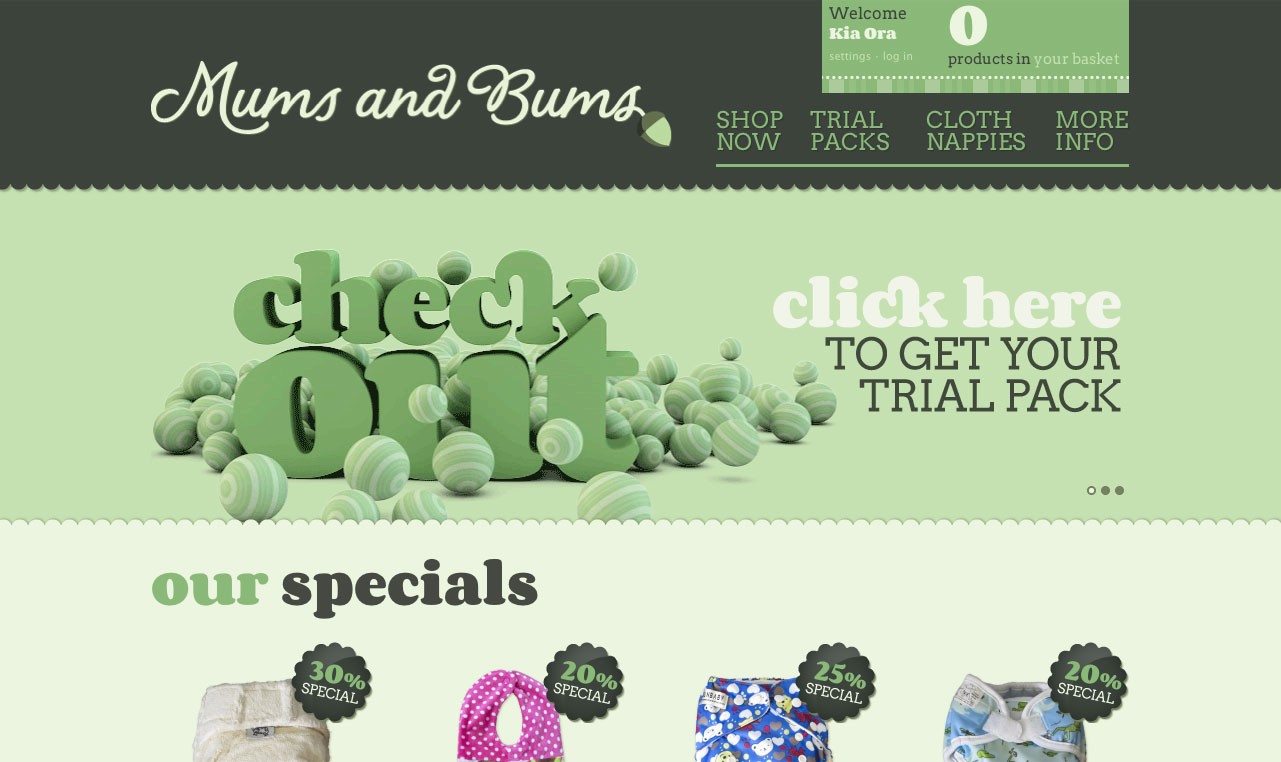 Welcome
Kia Ora
settings - log in
0
products in your basket
Mums and Bums
SHOP NOW
TRIAL PACKS
CLOTH NAPPIES
MORE INFO
check
out
click here
TO GET YOUR
TRIAL PACK
our specials
30%
SPECIAL
20%
SPECIAL
25%
SPECIAL
20%
SPECIAL